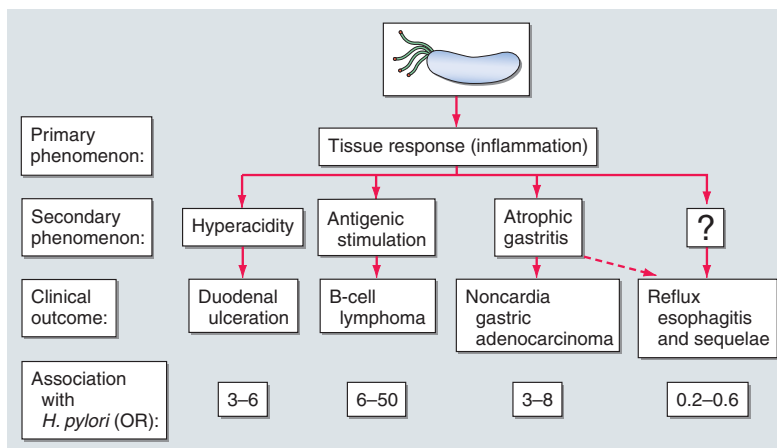 Primary
phenomenon:
Tissue response (inflammation)
Secondary
phenomenon:
Hyperacidity
Antigenic
stimulation
Atrophic
gastritis
?
Clinical
outcome:
Duodenal
ulceration
B-cell
lymphoma
Noncardia
gastric
adenocarcinoma
Reflux
esophagitis
and sequelae
Association
with
H. pylori (OR):
3–6
6–50
3–8
0.2–0.6